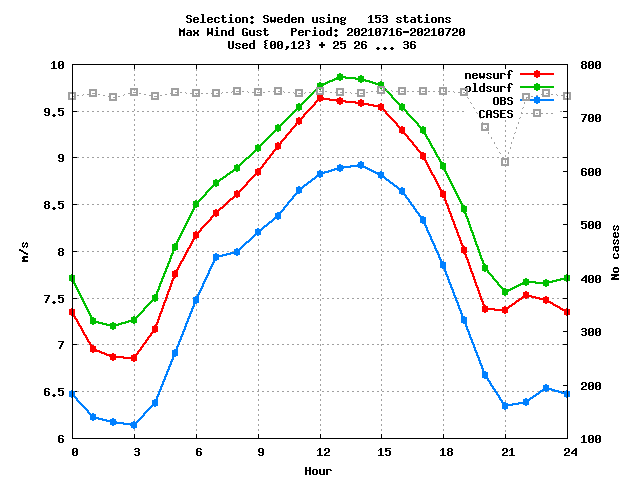 Selection: Sweden using   153 stations
Max Wind Gust   Period: 20210716-20210720
Used {00,12} + 25 26 ... 36
10 800
newsurf
oldsurf
OBS
CASES
9.5 700
9 600
8.5 500
m/s
8 400
No cases
7.5 300
7
6.5 200
6 100
0 3 6 9 12 15 18 21 24
Hour